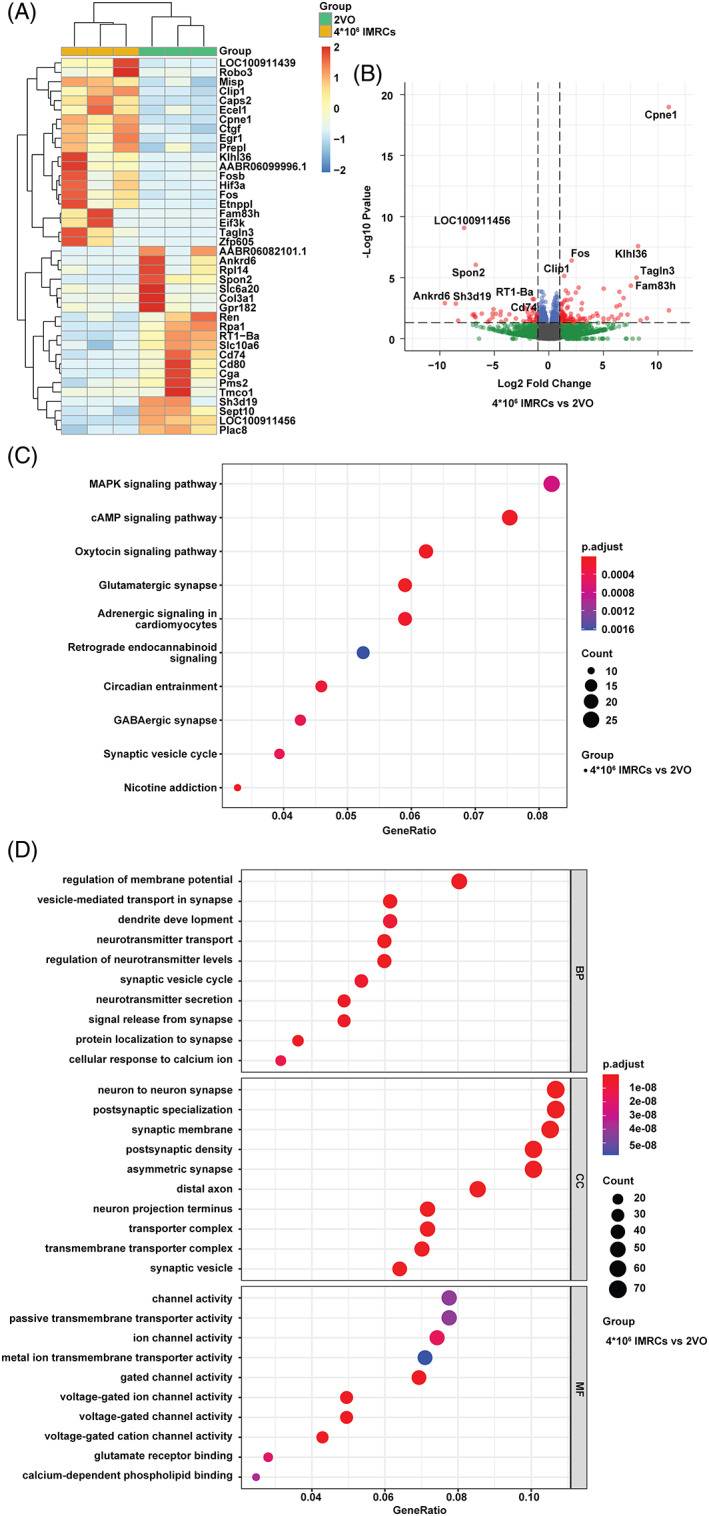 (A)
Group
2VO
4*10⁶ IMRCs
Group
LOC100911439
Robo3
Misp
Clip1
Caps2
Ecel1
Cpne1
Ctgf
Egr1
Prepl
Klhl36
AABR06099996.1
Fosb
Hif3a
Fos
Etnppl
Fam83h
Eif3k
Tagln3
Zfp605
AABR06082101.1
Ankrd6
Rpl14
Spon2
Slc6a20
Col3a1
Gpr182
Ren
Rpa1
RT1−Ba
Slc10a6
Cd74
Cd80
Cga
Pms2
Tmco1
Sh3d19
Sept10
LOC100911456
Plac8
2
1
0
−1
−2
(B)
-Log10 Pvalue
20
15
10
5
0
Cpne1
LOC100911456
Spon2
Fos
Klhl36
Clip1
Tagln3
Fam83h
Ankrd6
Sh3d19
RT1-Ba
Cd74
−10
−5
0
5
10
Log2 Fold Change
4*10⁶ IMRCs vs 2VO
(C)
MAPK signaling pathway
cAMP signaling pathway
Oxytocin signaling pathway
Glutamatergic synapse
Adrenergic signaling in
cardiomyocytes
Retrograde endocannabinoid
signaling
Circadian entrainment
GABAergic synapse
Synaptic vesicle cycle
Nicotine addiction
0.04
0.05
0.06
0.07
0.08
GeneRatio
p.adjust
0.0004
0.0008
0.0012
0.0016
Count
10
15
20
25
Group
4*10⁶ IMRCs vs 2VO
(D)
regulation of membrane potential
vesicle-mediated transport in synapse
dendrite deve lopment
neurotransmitter transport
regulation of neurotransmitter levels
synaptic vesicle cycle
neurotransmitter secretion
signal release from synapse
protein localization to synapse
cellular response to calcium ion
BP
neuron to neuron synapse
postsynaptic specialization
synaptic membrane
postsynaptic density
asymmetric synapse
distal axon
neuron projection terminus
transporter complex
transmembrane transporter complex
synaptic vesicle
CC
channel activity
passive transmembrane transporter activity
ion channel activity
metal ion transmembrane transporter activity
gated channel activity
voltage-gated ion channel activity
voltage-gated channel activity
voltage-gated cation channel activity
glutamate receptor binding
calcium-dependent phospholipid binding
MF
0.04
0.06
0.08
0.10
GeneRatio
p.adjust
1e-08
2e-08
3e-08
4e-08
5e-08
Count
20
30
40
50
60
70
Group
4*10⁶ IMRCs vs 2VO